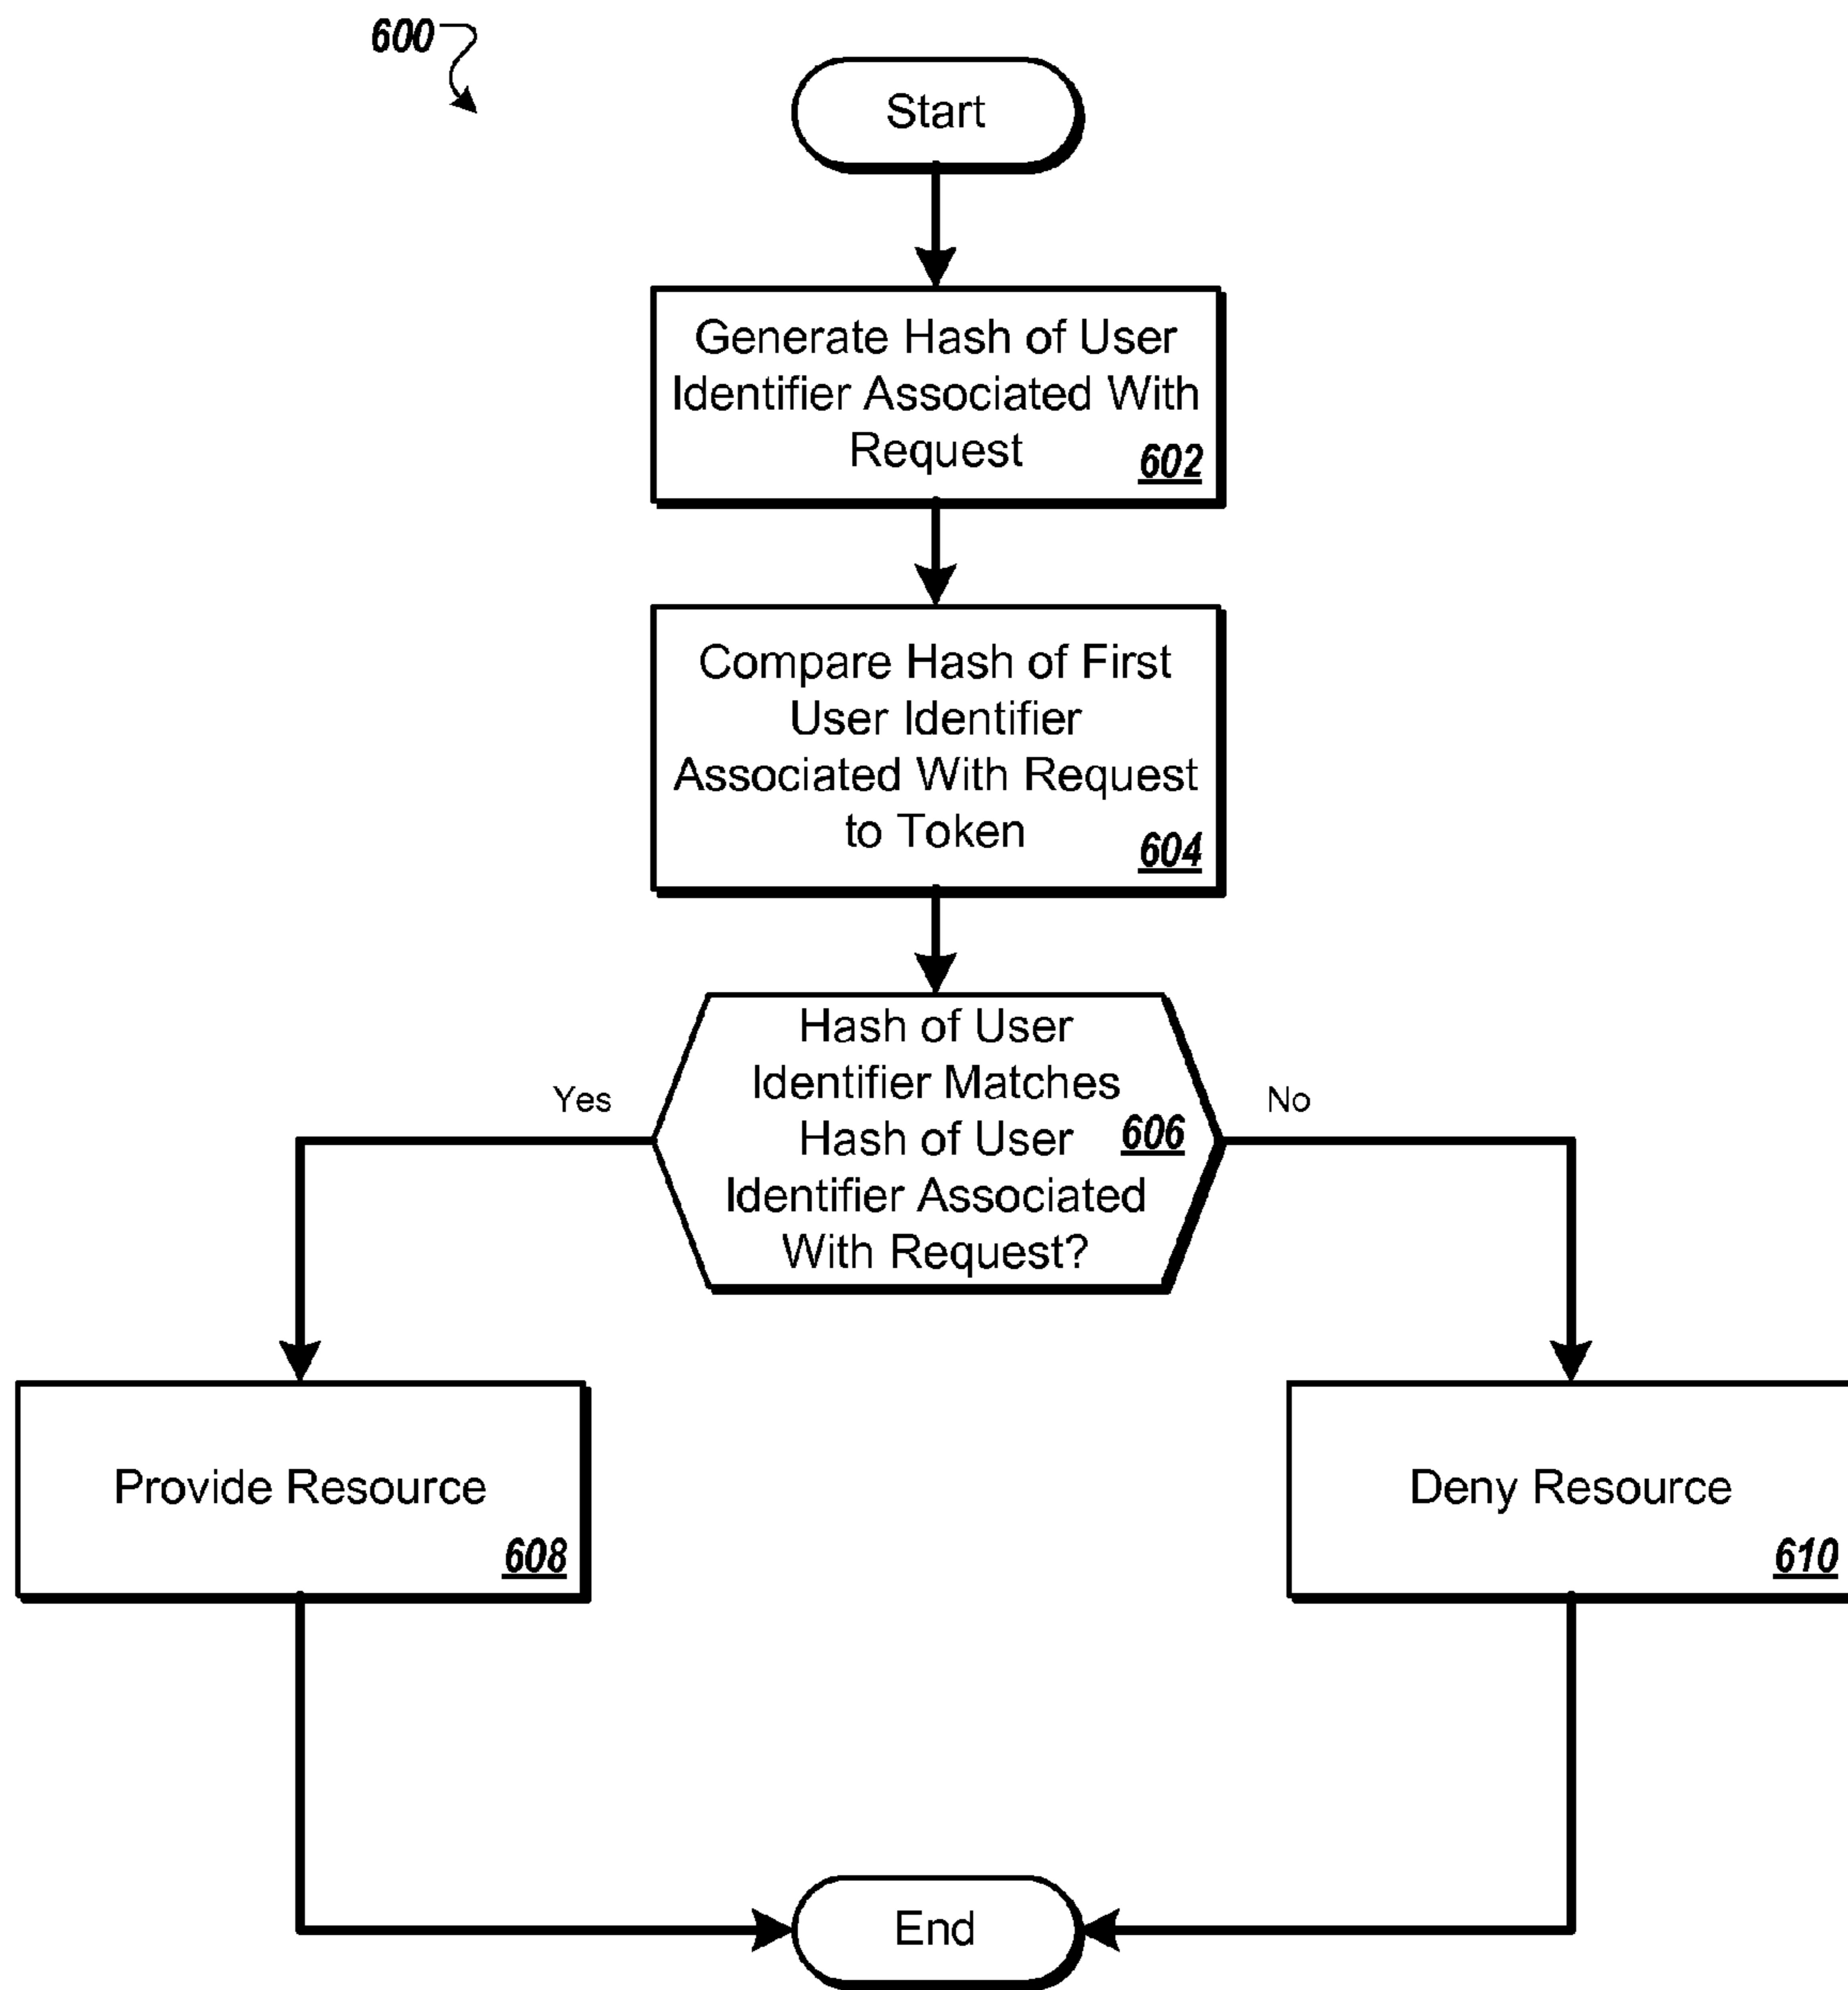 600
Start
Generate Hash of User
Identifier Associated With
Request
602
Compare Hash of First
User Identifier
Associated With Request
to Token
604
Hash of User
Identifier Matches
Hash of User
Identifier Associated
With Request?
606
Yes
No
Provide Resource
608
Deny Resource
610
End